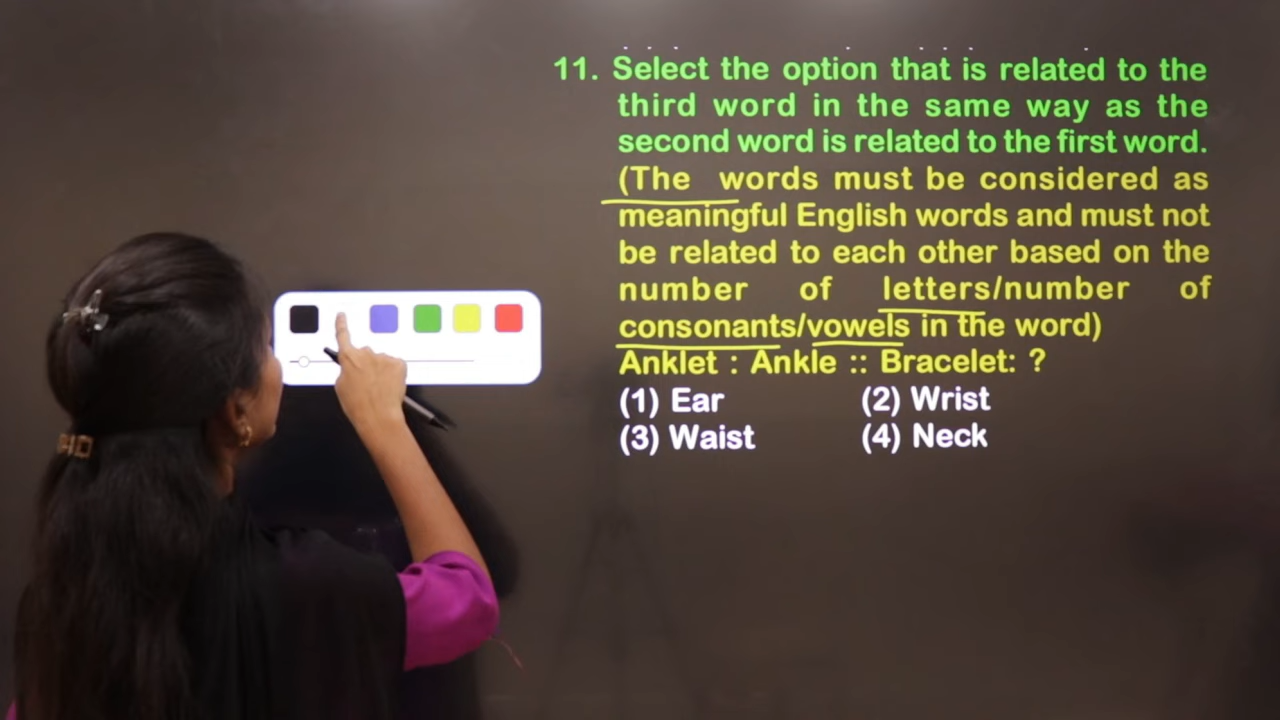 11. Select the option that is related to the
third word in the same way as the
second word is related to the first word.
(The words must be considered as
meaningful English words and must not
be related to each other based on the
number of letters/number of
consonants/vowels in the word)
Anklet : Ankle :: Bracelet: ?
(1) Ear (2) Wrist
(3) Waist (4) Neck